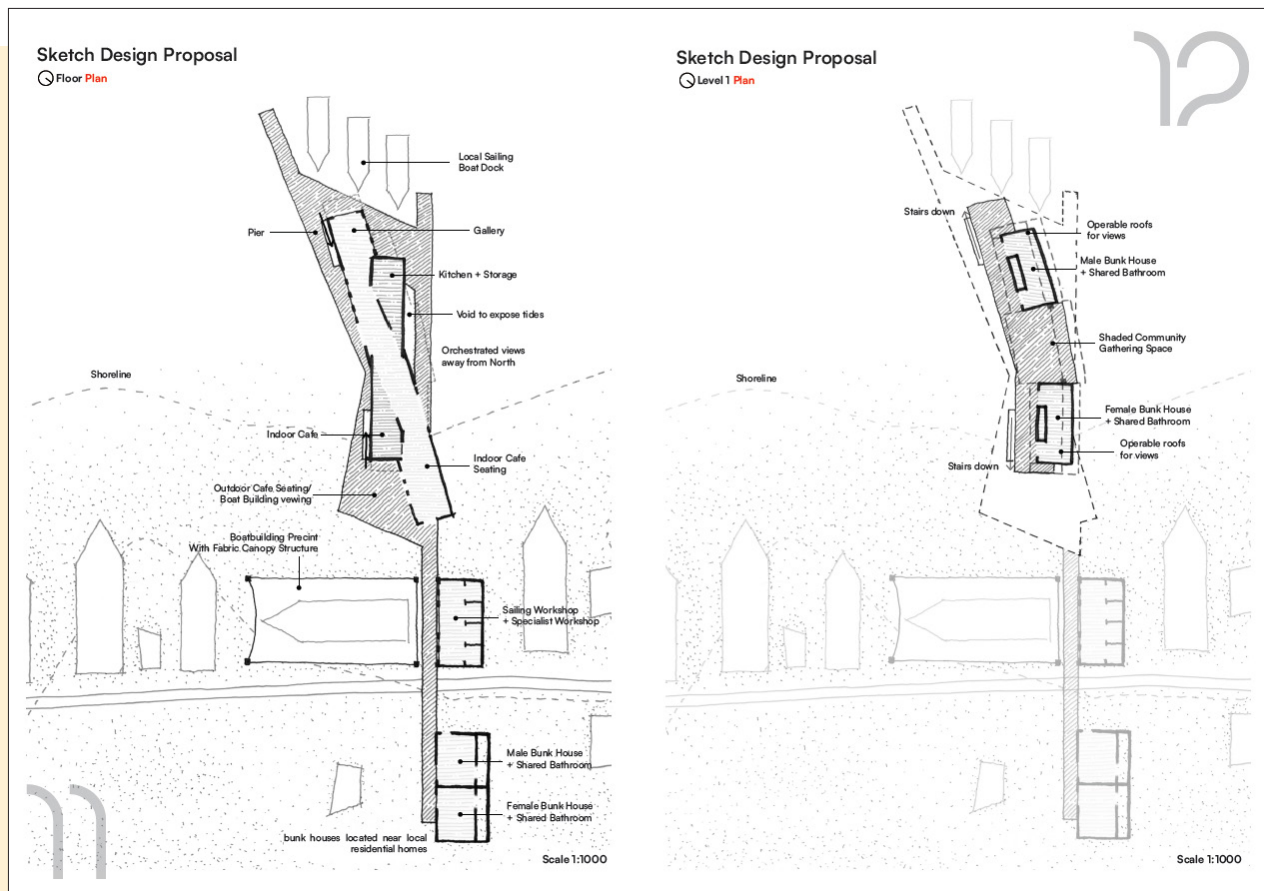 Sketch Design Proposal
Floor Plan
Local Sailing
Boat Dock
Pier
Gallery
Kitchen + Storage
Void to expose tides
Orchestrated views
away from North
Shoreline
Indoor Cafe
Indoor Cafe
Seating
Outdoor Cafe Seating/
Boat Building vewing
Boatbuilding Precint
With Fabric Canopy Structure
Sailing Workshop
+ Specialist Workshop
Male Bunk House
+ Shared Bathroom
Female Bunk House
+ Shared Bathroom
bunk houses located near local
residential homes
Scale 1:1000
11
Sketch Design Proposal
Level 1 Plan
12
Stairs down
Operable roofs
for views
Male Bunk House
+ Shared Bathroom
Shaded Community
Gathering Space
Shoreline
Female Bunk House
+ Shared Bathroom
Operable roofs
for views
Stairs down
Scale 1:1000